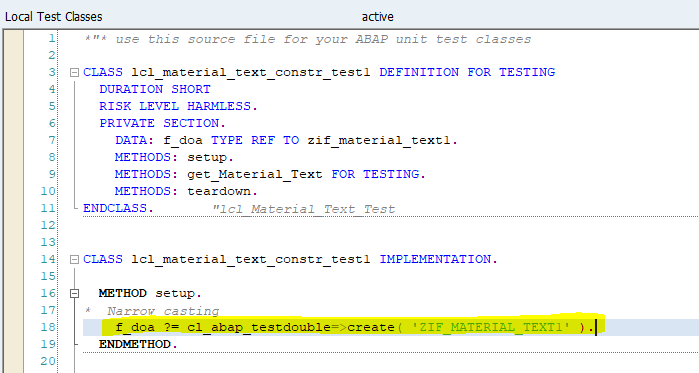 Local Test Classes active
1 *"* use this source file for your ABAP unit test classes
2
3 CLASS lcl_material_text_constr_test1 DEFINITION FOR TESTING
4 DURATION SHORT
5 RISK LEVEL HARMLESS.
6 PRIVATE SECTION.
7 DATA: f_doa TYPE REF TO zif_material_text1.
8 METHODS: setup.
9 METHODS: get_Material_Text FOR TESTING.
10 METHODS: teardown.
11 ENDCLASS. "lcl_Material_Text_Test
12
13
14 CLASS lcl_material_text_constr_test1 IMPLEMENTATION.
15
16 METHOD setup.
17 * Narrow casting
18 f_doa ?= cl_abap_testdouble=>create( 'ZIF_MATERIAL_TEXT1' ).
19 ENDMETHOD.
20